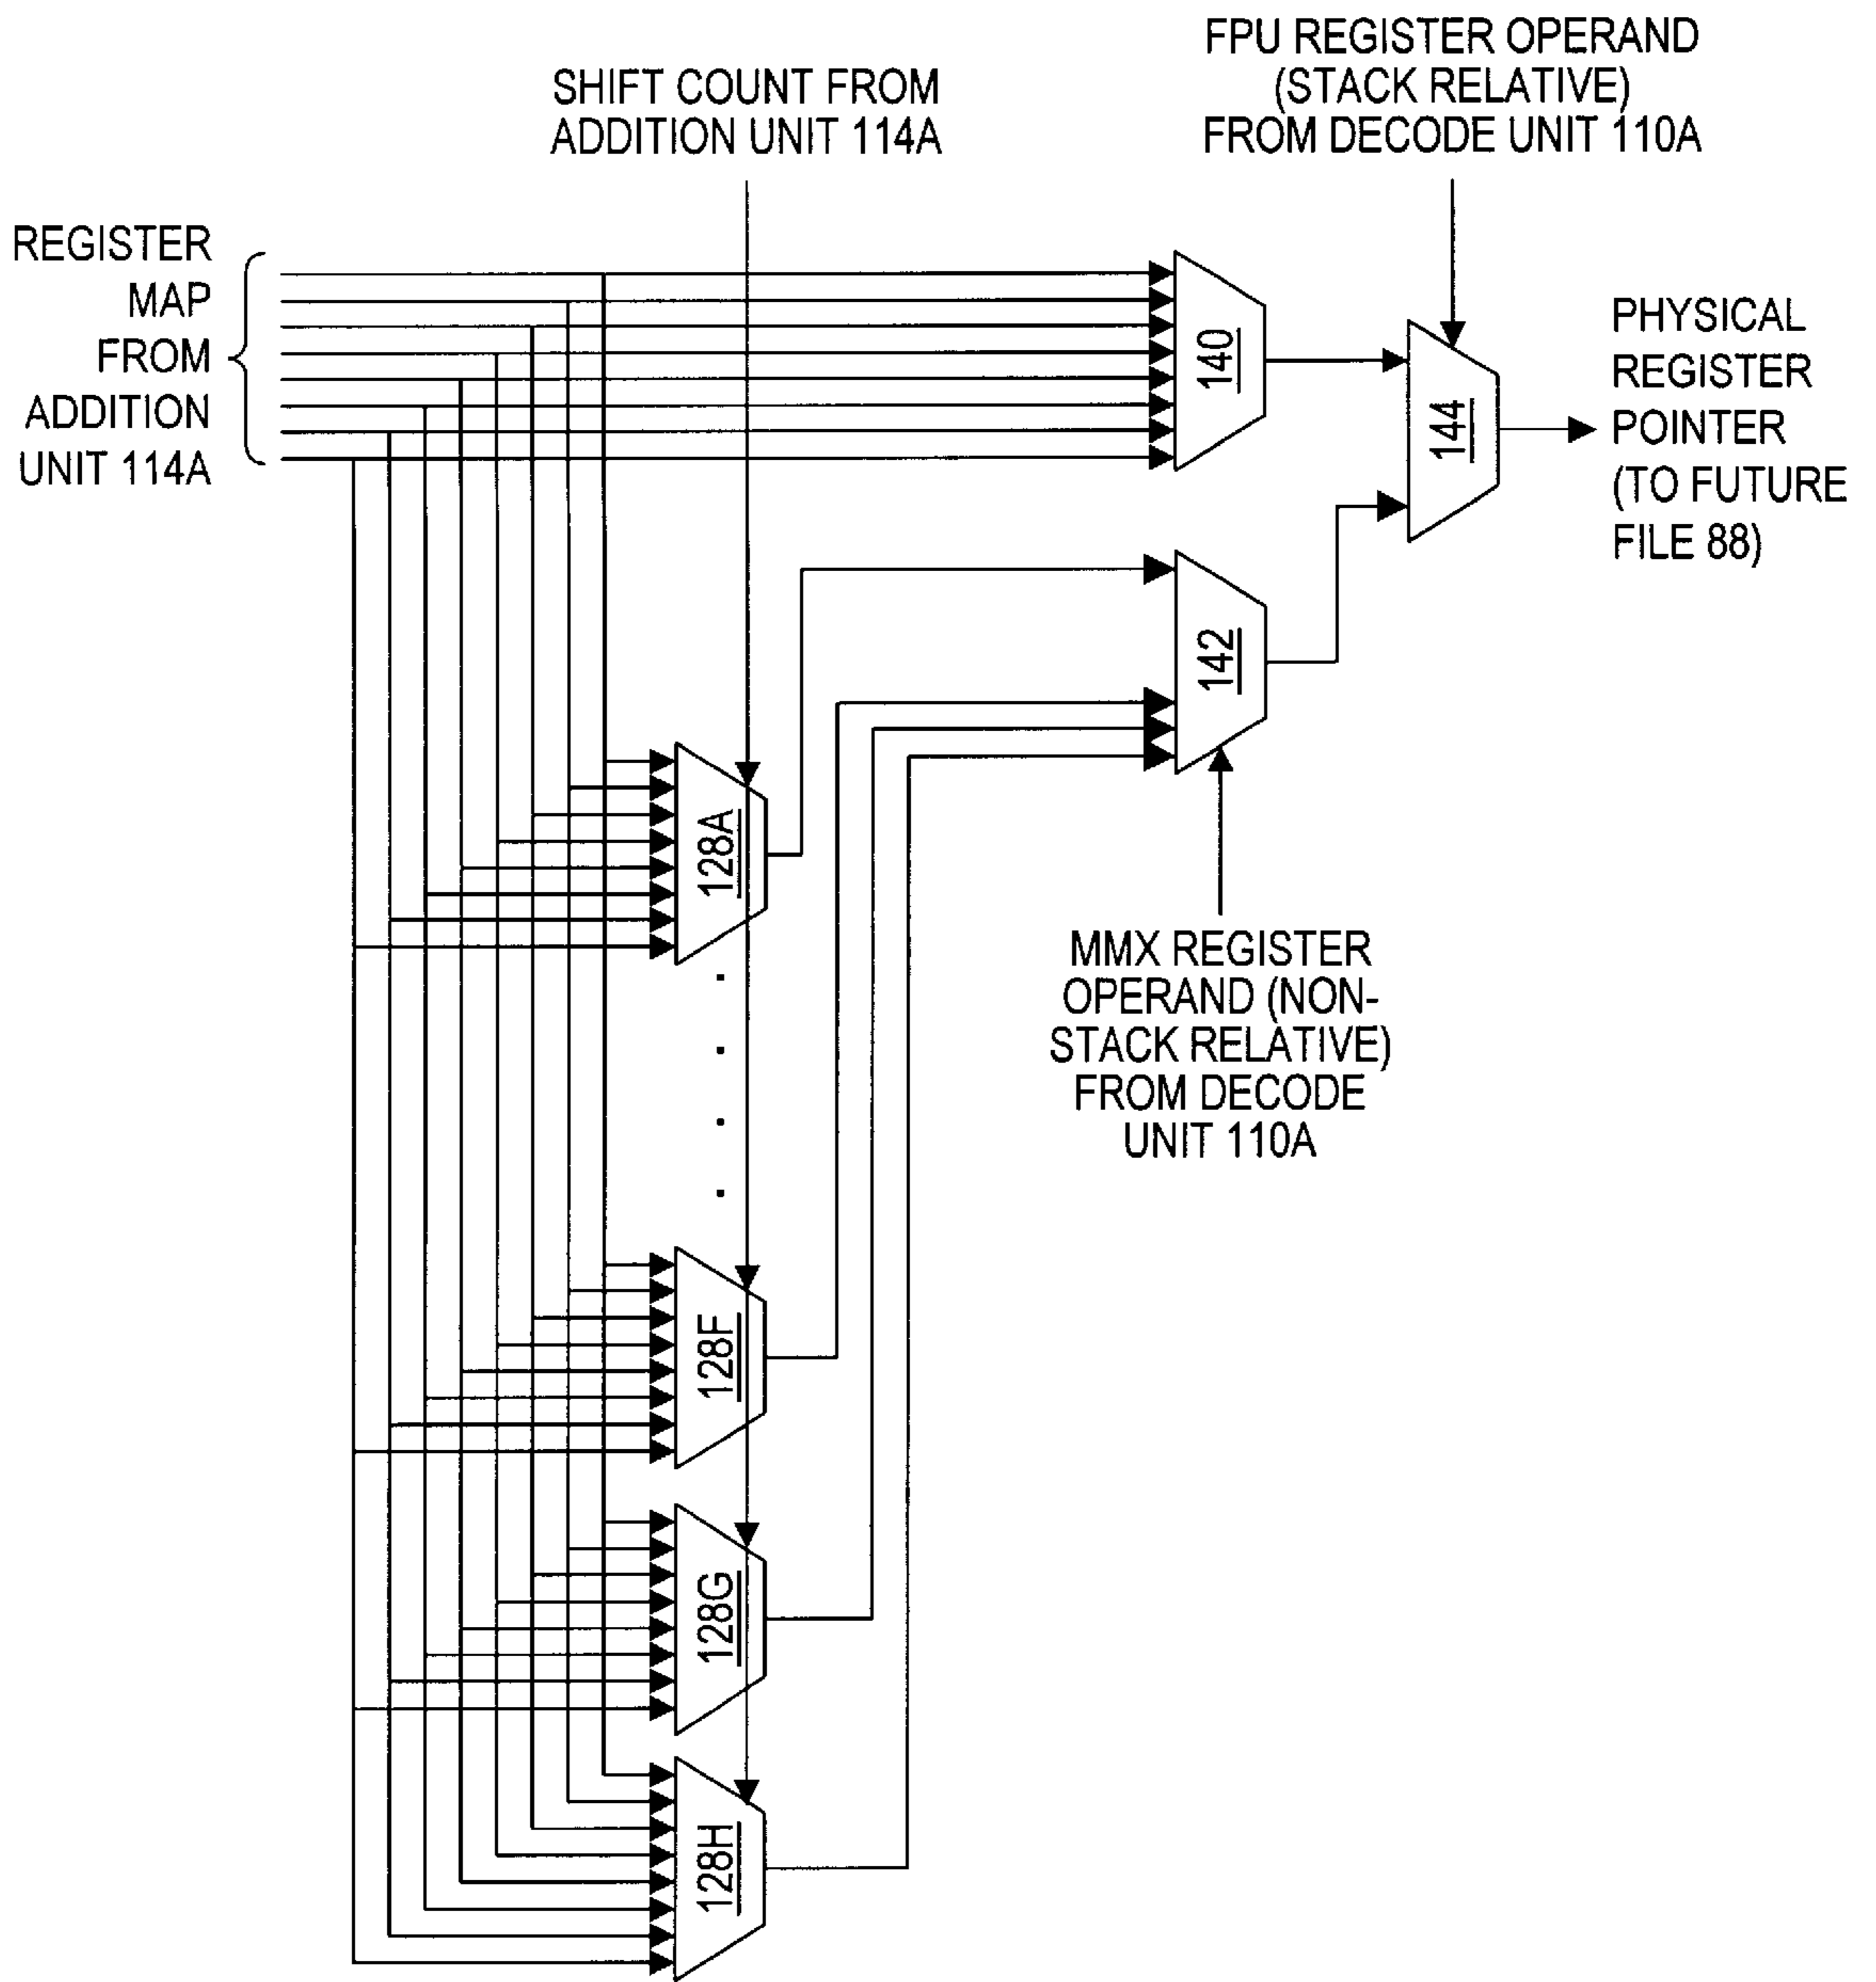 FPU REGISTER OPERAND
(STACK RELATIVE)
FROM DECODE UNIT 110A
SHIFT COUNT FROM
ADDITION UNIT 114A
REGISTER
MAP
FROM
ADDITION
UNIT 114A
140
144
PHYSICAL
REGISTER
POINTER
(TO FUTURE
FILE 88)
142
128A
MMX REGISTER
OPERAND (NON-
STACK RELATIVE)
FROM DECODE
UNIT 110A
128F
128G
128H